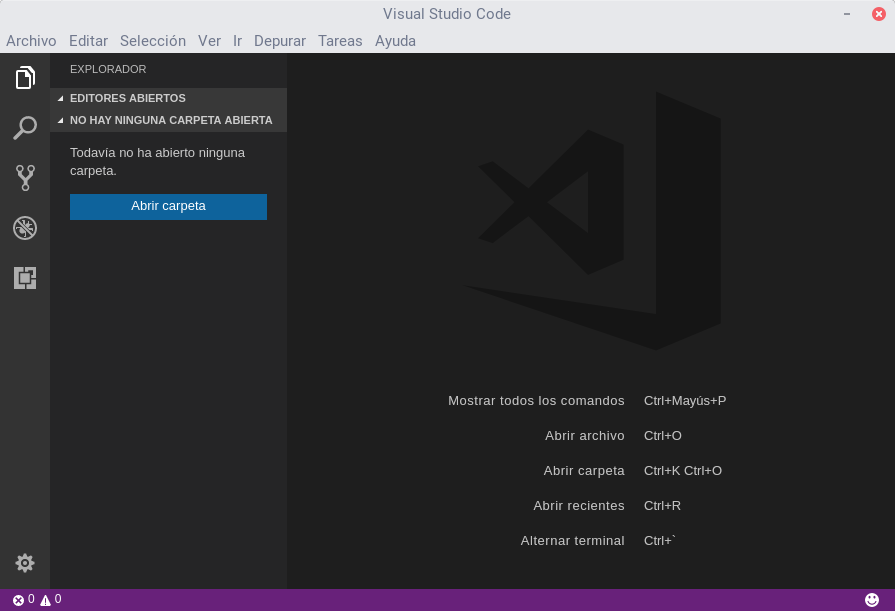 Visual Studio Code
Archivo Editar Selección Ver Ir Depurar Tareas Ayuda
EXPLORADOR
EDITORES ABIERTOS
NO HAY NINGUNA CARPETA ABIERTA
Todavía no ha abierto ninguna
carpeta.
Abrir carpeta
Mostrar todos los comandos Ctrl+Mayús+P
Abrir archivo Ctrl+O
Abrir carpeta Ctrl+K Ctrl+O
Abrir recientes Ctrl+R
Alternar terminal Ctrl+`
0 0